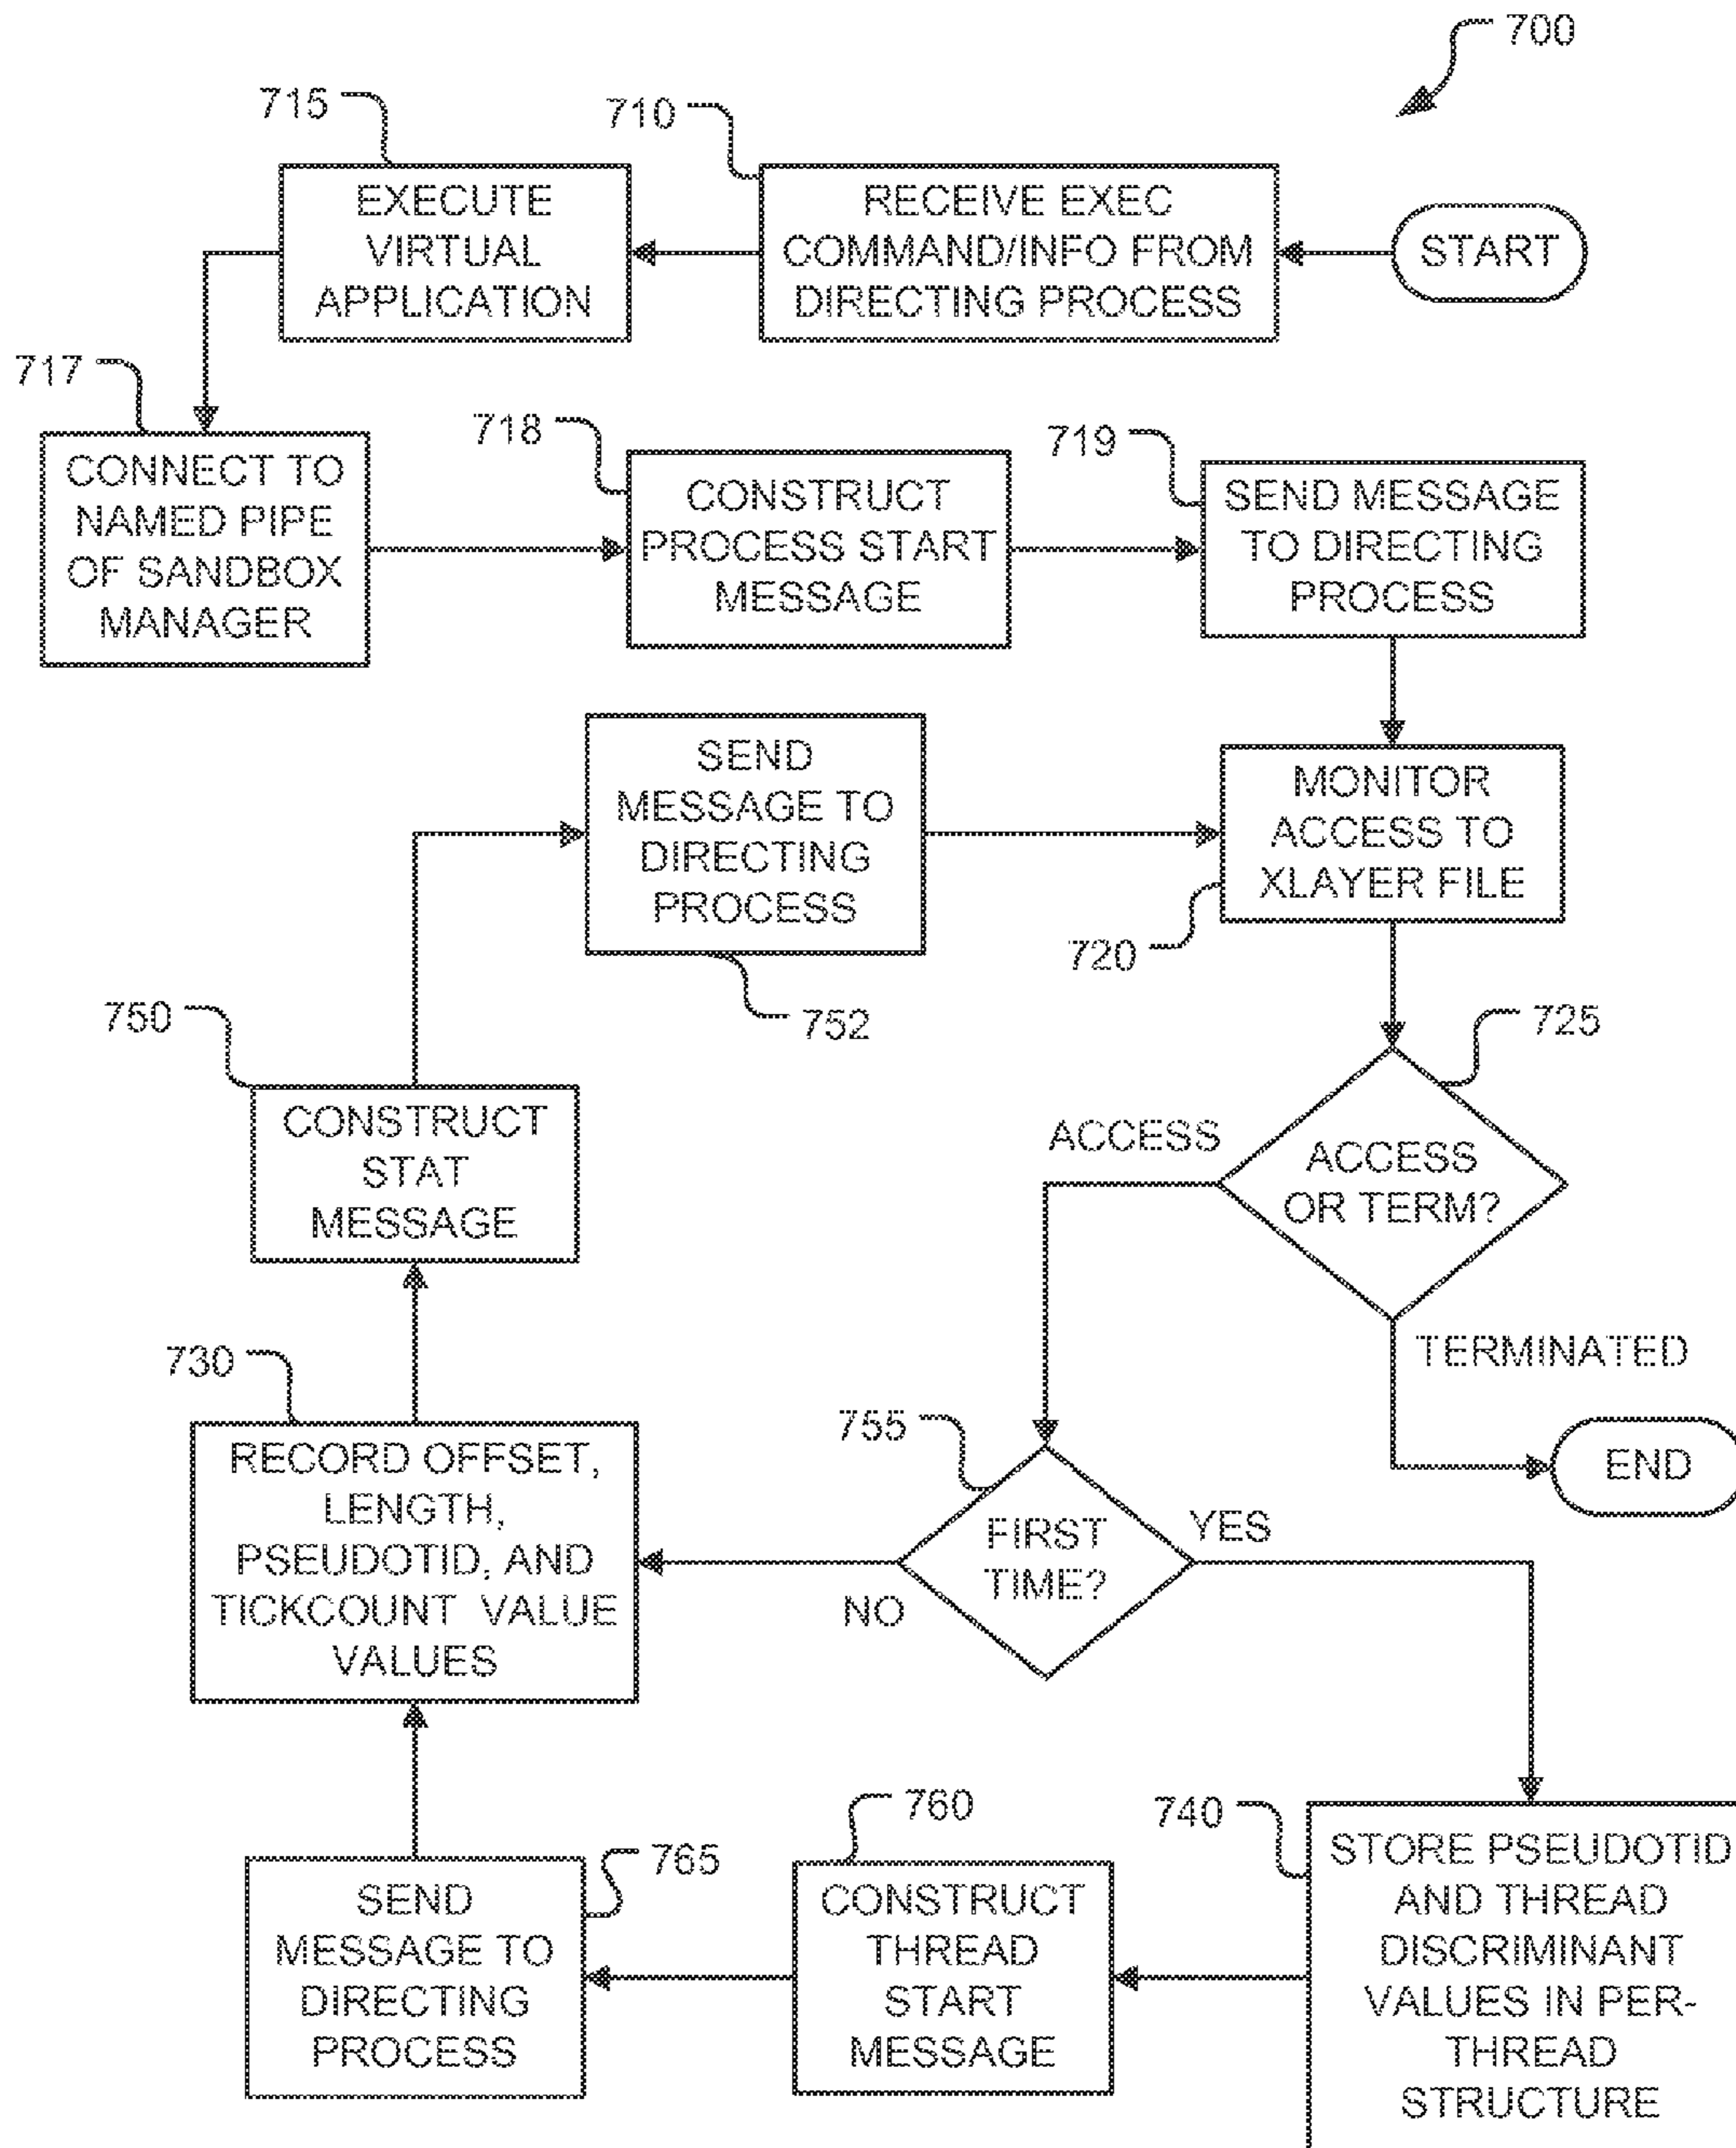 700
715
710
EXECUTE
VIRTUAL
APPLICATION
RECEIVE EXEC
COMMAND/INFO FROM
DIRECTING PROCESS
START
717
718
719
CONNECT TO
NAMED PIPE
OF SANDBOX
MANAGER
CONSTRUCT
PROCESS START
MESSAGE
SEND MESSAGE
TO DIRECTING
PROCESS
SEND
MESSAGE TO
DIRECTING
PROCESS
752
MONITOR
ACCESS TO
XLAYER FILE
720
750
CONSTRUCT
STAT
MESSAGE
725
ACCESS
ACCESS
OR TERM?
TERMINATED
END
730
RECORD OFFSET,
LENGTH,
PSEUDOTID, AND
TICKCOUNT VALUE
VALUES
755
FIRST
TIME?
YES
NO
765
SEND
MESSAGE TO
DIRECTING
PROCESS
760
CONSTRUCT
THREAD
START
MESSAGE
740
STORE PSEUDOTID
AND THREAD
DISCRIMINANT
VALUES IN PER-
THREAD
STRUCTURE